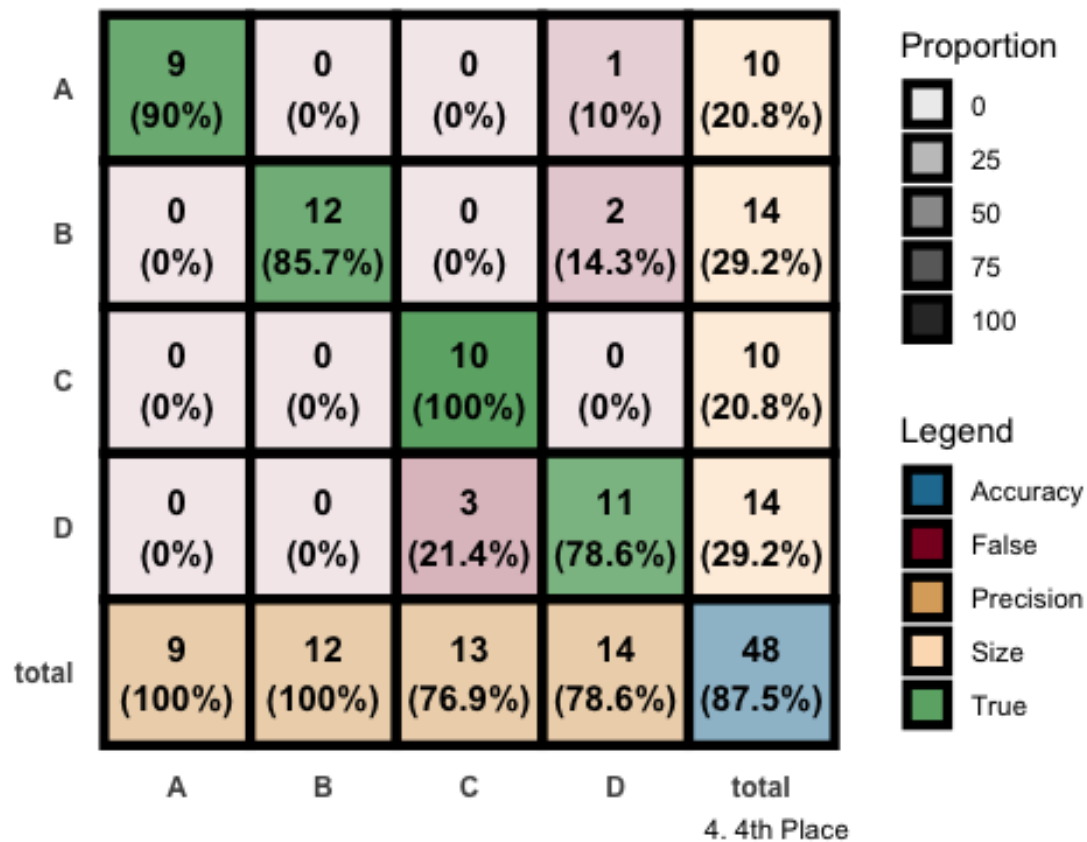 A 9 0 0 1 10
(90%) (0%) (0%) (10%) (20.8%)
B 0 12 0 2 14
(0%) (85.7%) (0%) (14.3%) (29.2%)
C 0 0 10 0 10
(0%) (0%) (100%) (0%) (20.8%)
D 0 0 3 11 14
(0%) (0%) (21.4%) (78.6%) (29.2%)
total 9 12 13 14 48
(100%) (100%) (76.9%) (78.6%) (87.5%)
A B C D total
4. 4th Place
Proportion
0
25
50
75
100
Legend
Accuracy
False
Precision
Size
True